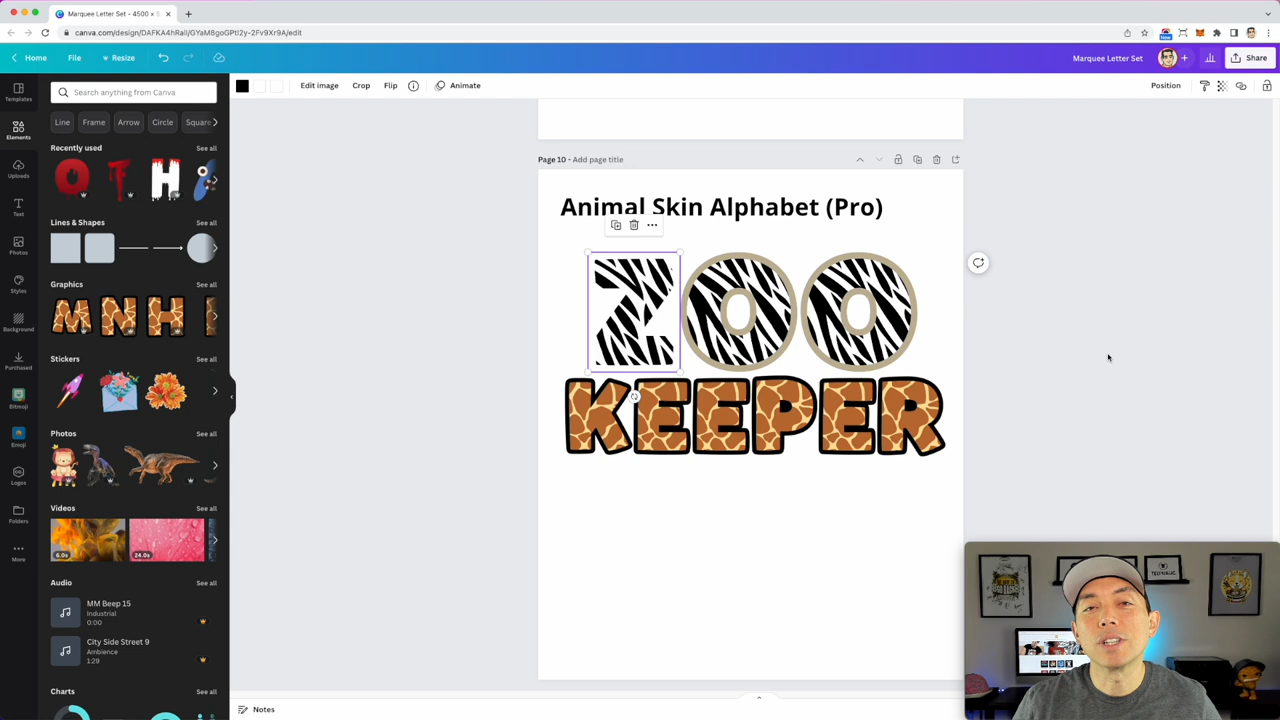 Marquee Letter Set - 4500 x 5
canva.com/design/DAFKA4hRaII/GYaM8goGPtl2y-2Fv9Xr9A/edit
New
Home
File
Resize
Marquee Letter Set
Share
Edit image
Crop
Flip
Animate
Position
Templates
Elements
Uploads
Text
Photos
Styles
Background
Purchased
Bitmoji
Emoji
Logos
Folders
More
Search anything from Canva
Line
Frame
Arrow
Circle
Square
Recently used
See all
Lines & Shapes
See all
Graphics
See all
Stickers
See all
Photos
See all
Videos
See all
6.0s
24.0s
Audio
See all
MM Beep 15
Industrial
0:00
City Side Street 9
Ambience
1:29
Charts
See all
Page 10 - Add page title
Animal Skin Alphabet (Pro)
ZOO
KEEPER
Notes